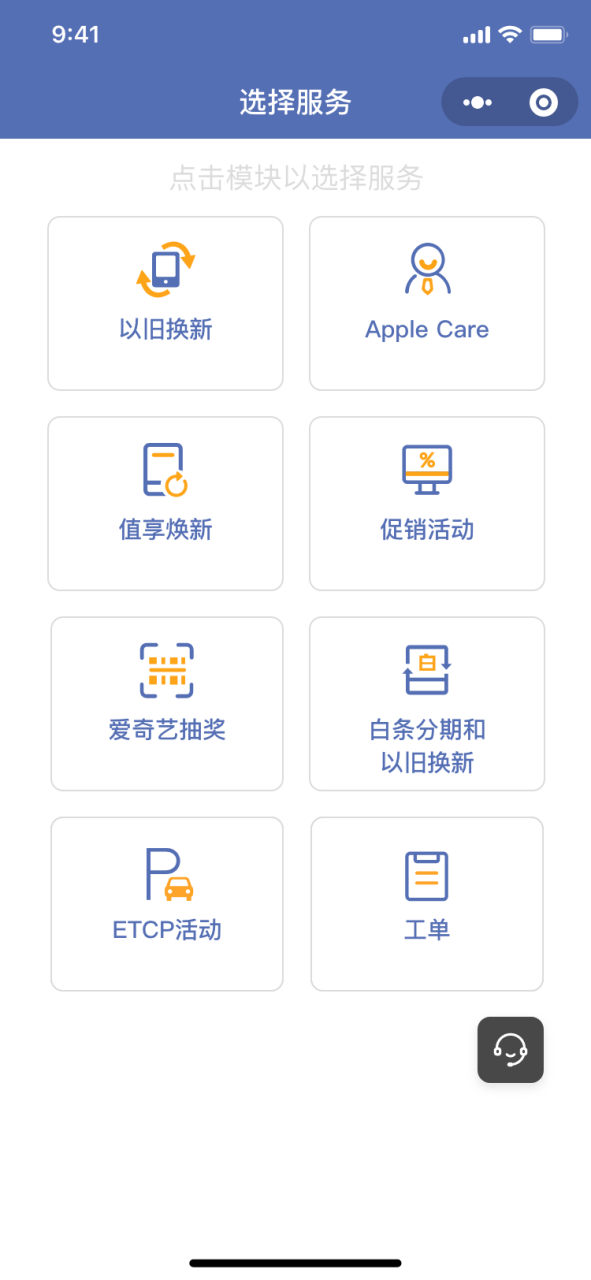 9:41
选择服务
点击模块以选择服务
以旧换新
Apple Care
值享焕新
%
促销活动
爱奇艺抽奖
白
白条分期和
以旧换新
P
ETCP活动
工单